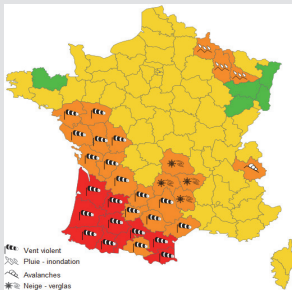 Vent violent
Pluie - inondation
Avalanches
Neige - verglas